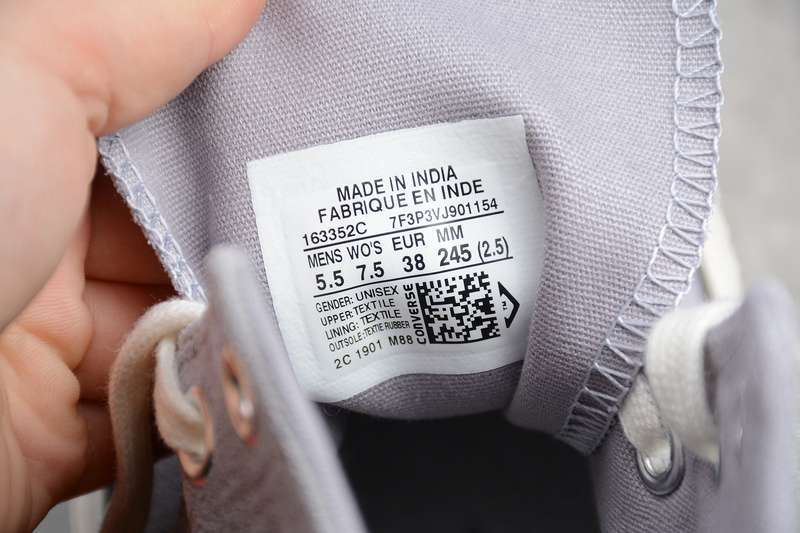 MADE IN INDIA
FABRIQUE EN INDE
163352C 7F3P3VJ901154
MENS WO'S EUR MM
5.5 7.5 38 245 (2.5)
GENDER: UNISEX
UPPER: TEXTILE
LINING: TEXTILE
OUTSOLE: TEXTIE RUBBER
2C 1901 M88
CONVERSE